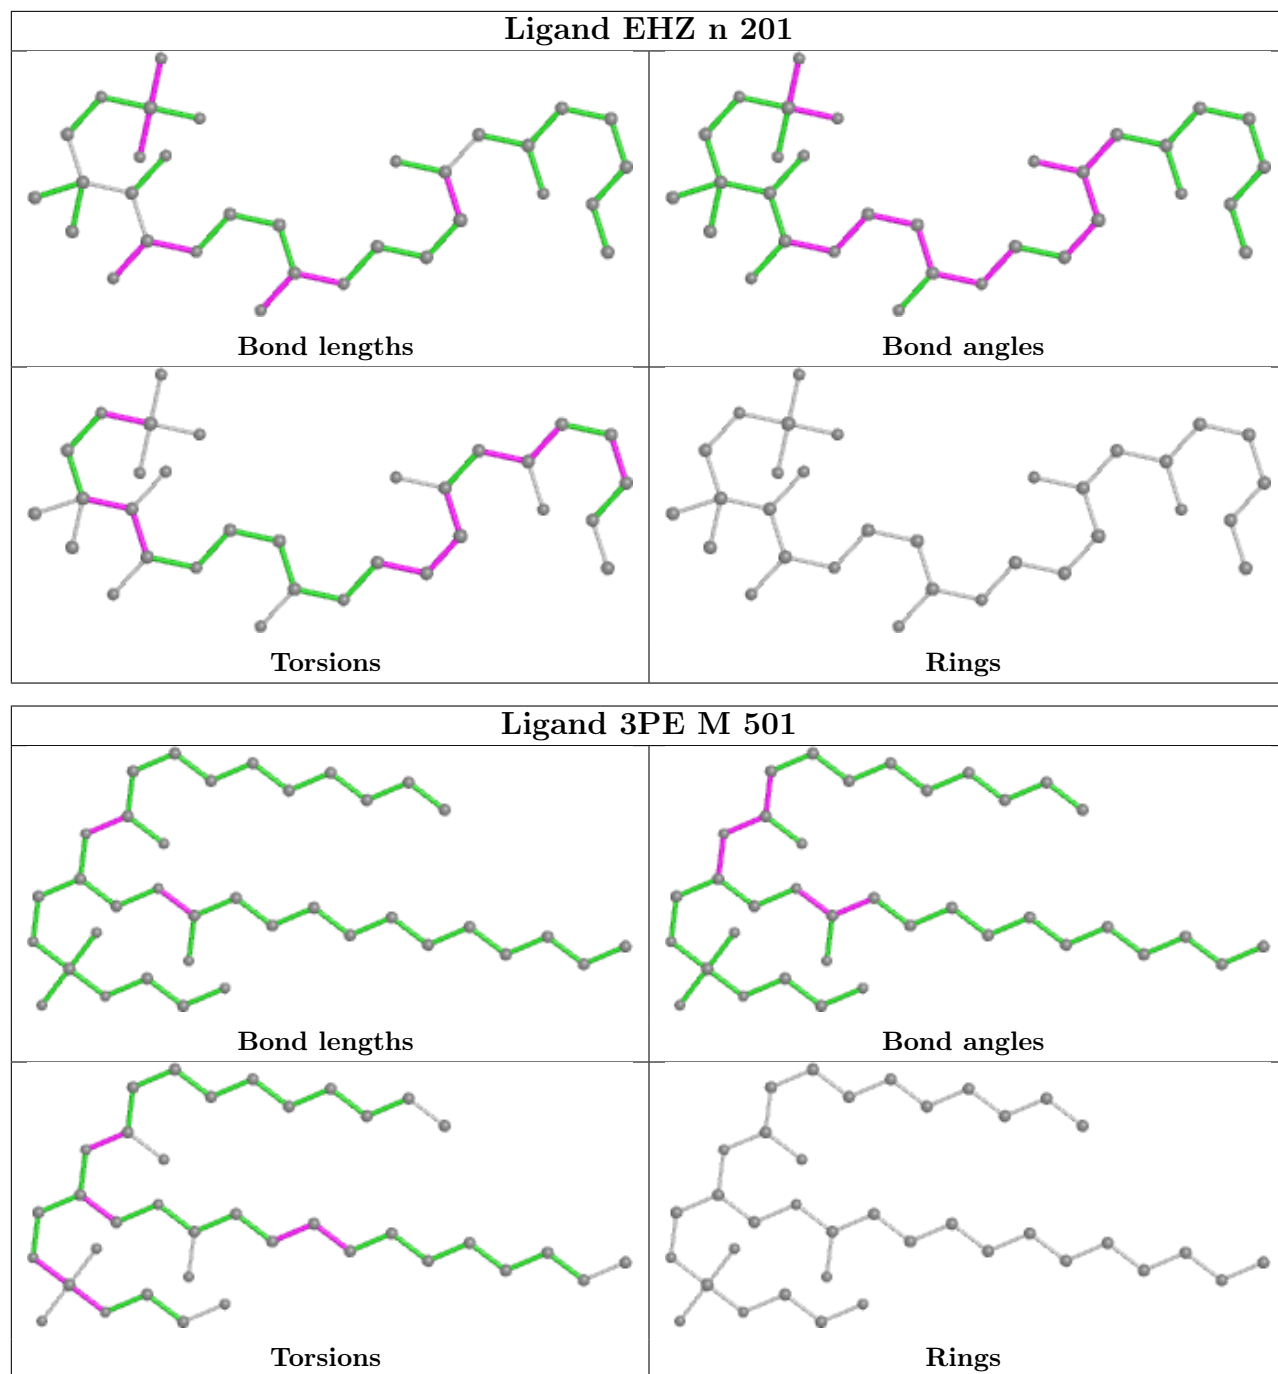 Ligand EHZ n 201
Bond lengths
Bond angles
Torsions
Rings
Ligand 3PE M 501
Bond lengths
Bond angles
Torsions
Rings